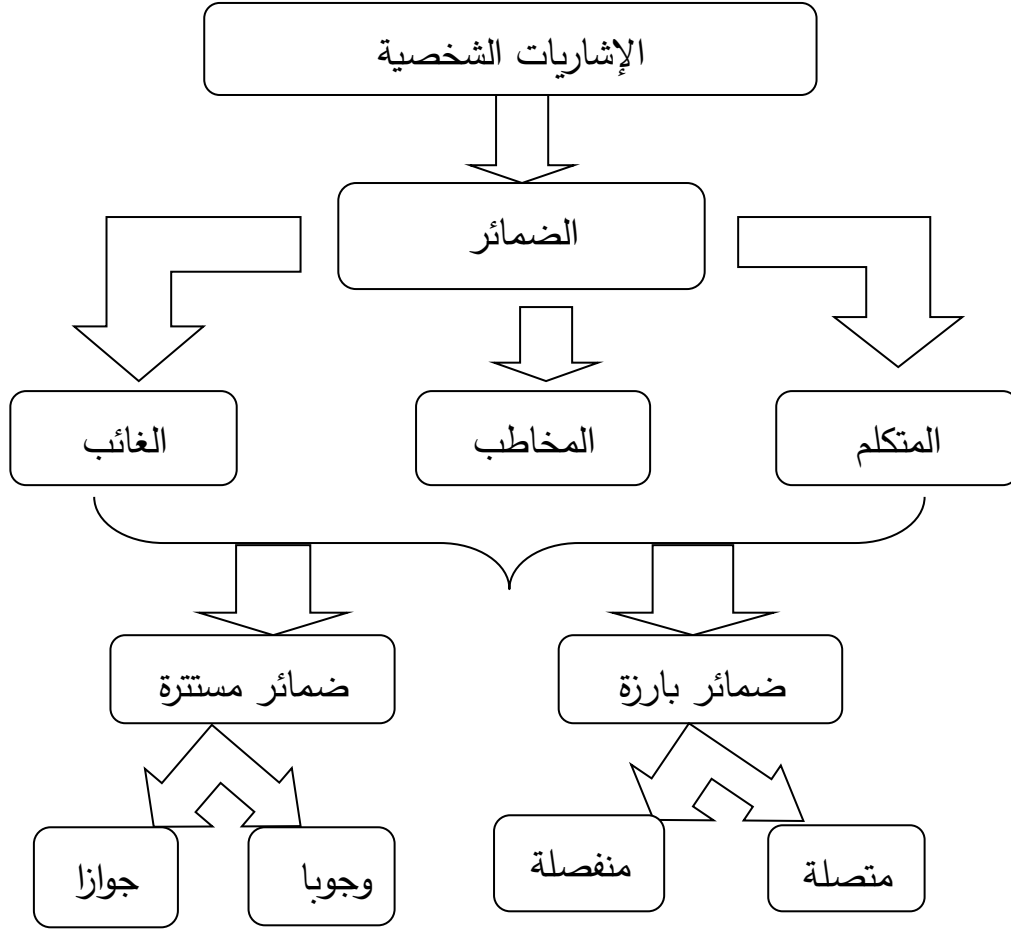 الإشاريات الشخصية
الضمائر
المتكلم
المخاطب
الغائب
ضمائر بارزة
ضمائر مستترة
متصلة
منفصلة
وجوبا
جوازا